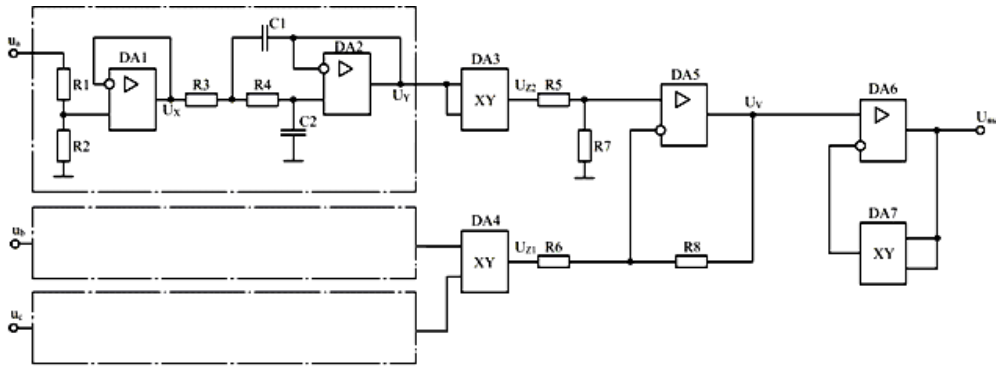 C1
u_a
DA1
DA2
DA3
DA5
R1
R3
R4
U_X
U_Y
XY
U_Z2
R5
U_V
DA6
R2
C2
R7
DA4
DA7
u_b
XY
U_Z1
R6
R8
XY
u_c